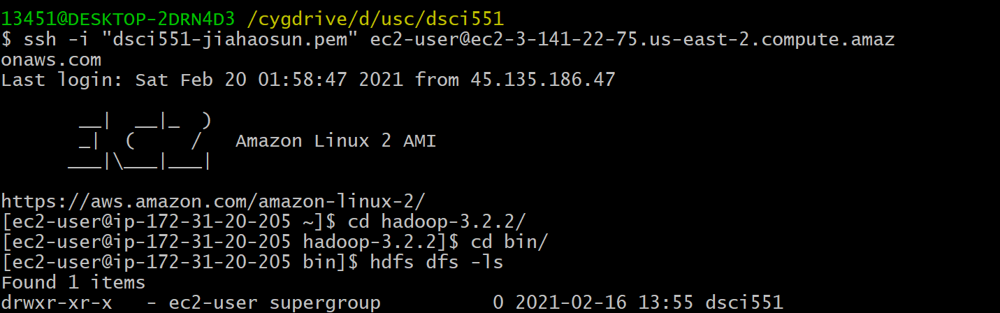 13451@DESKTOP-2DRN4D3 /cygdrive/d/usc/dsci551
$ ssh -i "dsci551-jiahaosun.pem" ec2-user@ec2-3-141-22-75.us-east-2.compute.amaz
onaws.com
Last login: Sat Feb 20 01:58:47 2021 from 45.135.186.47

       __|  __|_  )
       _|  (     /   Amazon Linux 2 AMI
      ___|\___|___|

https://aws.amazon.com/amazon-linux-2/
[ec2-user@ip-172-31-20-205 ~]$ cd hadoop-3.2.2/
[ec2-user@ip-172-31-20-205 hadoop-3.2.2]$ cd bin/
[ec2-user@ip-172-31-20-205 bin]$ hdfs dfs -ls
Found 1 items
drwxr-xr-x   - ec2-user supergroup          0 2021-02-16 13:55 dsci551